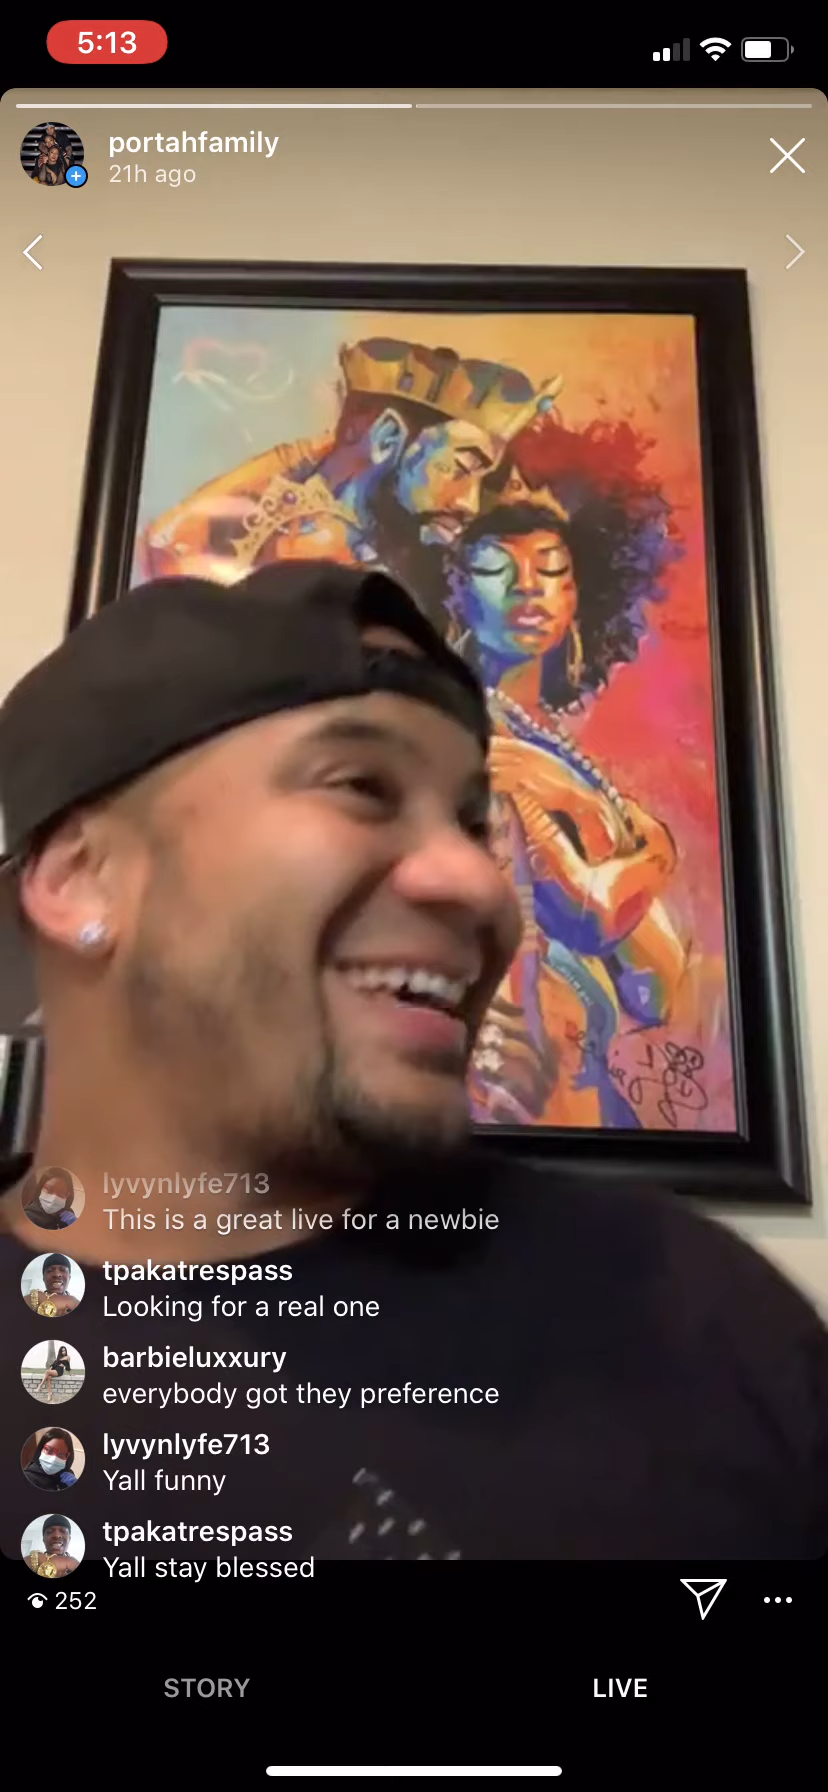 5:13
portahfamily
21h ago
lyvynlyfe713
This is a great live for a newbie
tpakatrespass
Looking for a real one
barbieluxxury
everybody got they preference
lyvynlyfe713
Yall funny
tpakatrespass
Yall stay blessed
252
STORY
LIVE